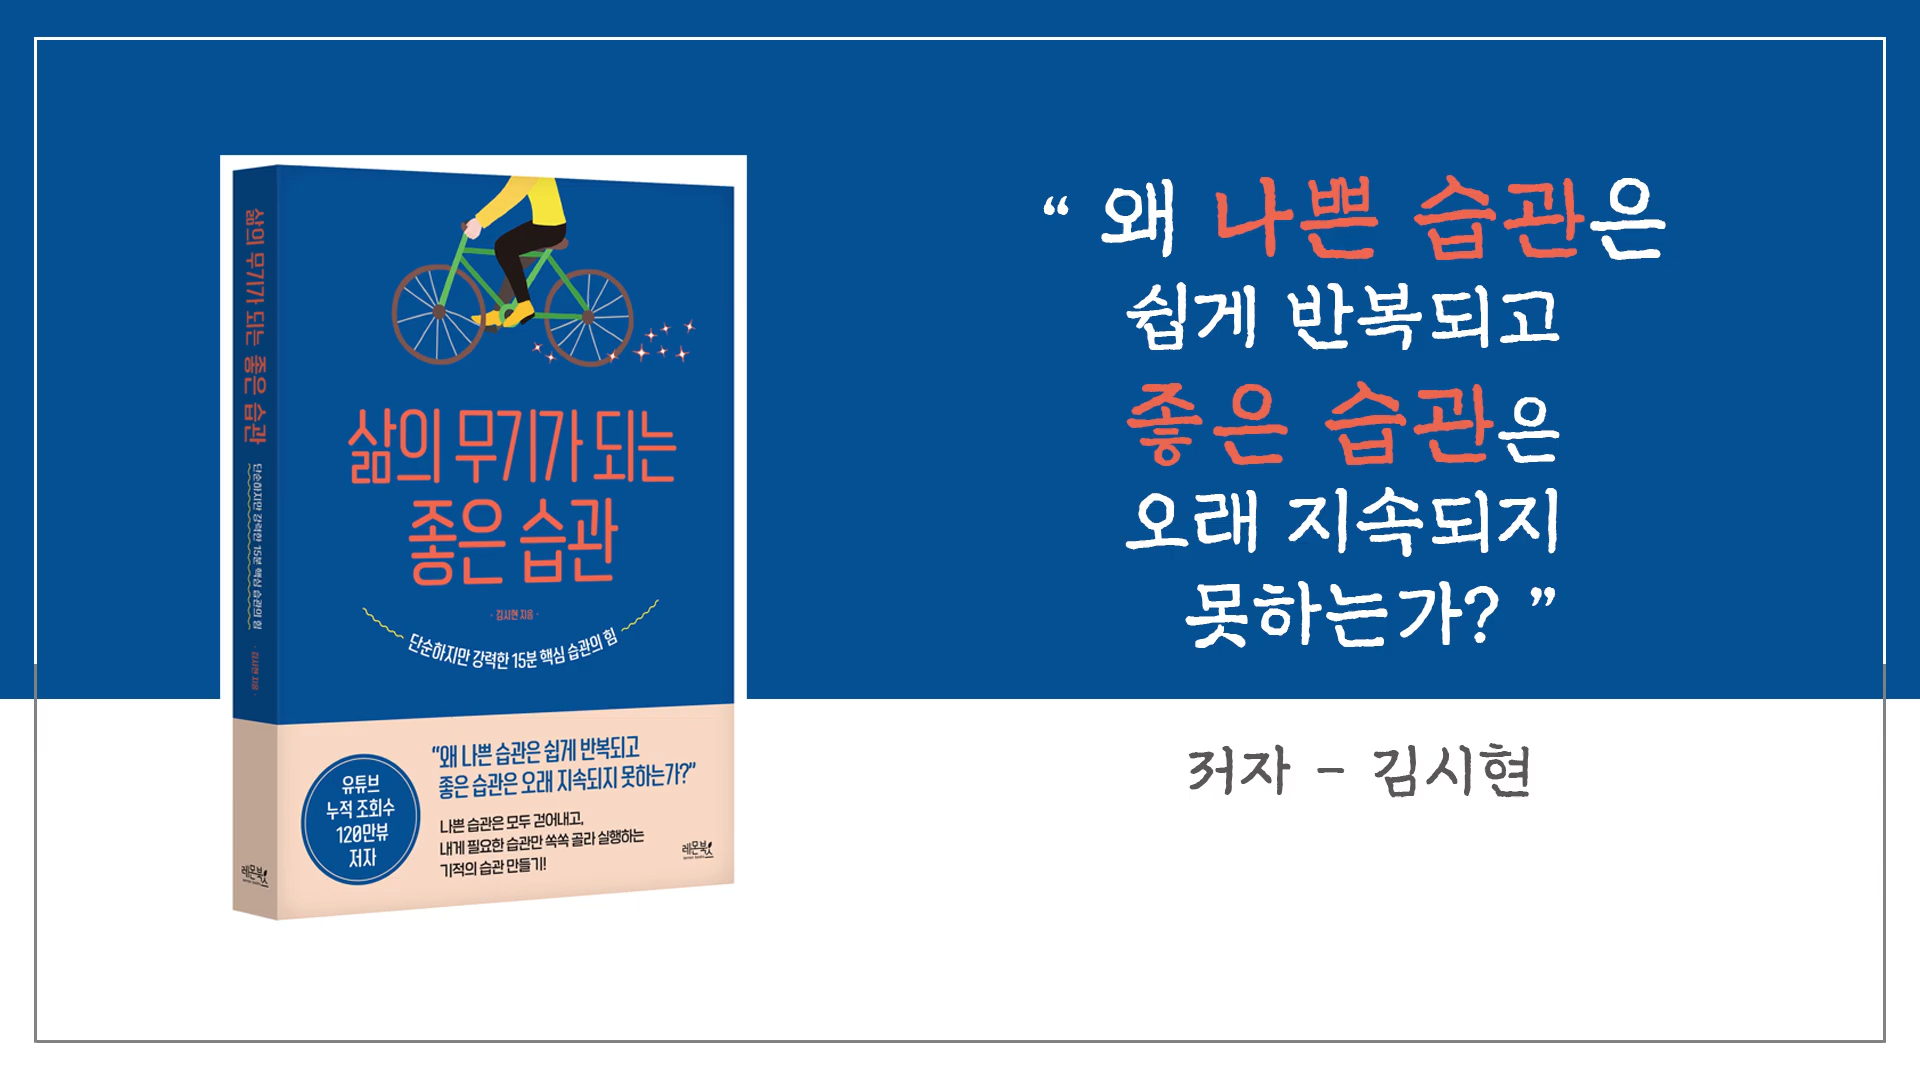 삶의 무기가 되는 좋은 습관
단순하지만 강력한 15분 핵심 습관의 힘
· 김시현 지음 ·
레몬북스
삶의 무기가 되는
좋은 습관
· 김시현 지음 ·
단순하지만 강력한 15분 핵심 습관의 힘
유튜브
누적 조회수
120만뷰
저자
“왜 나쁜 습관은 쉽게 반복되고
좋은 습관은 오래 지속되지 못하는가?”
나쁜 습관은 모두 걷어내고,
내게 필요한 습관만 쏙쏙 골라 실행하는
기적의 습관 만들기!
레몬북스
“ 왜 나쁜 습관은
쉽게 반복되고
좋은 습관은
오래 지속되지
못하는가? ”
저자 - 김시현